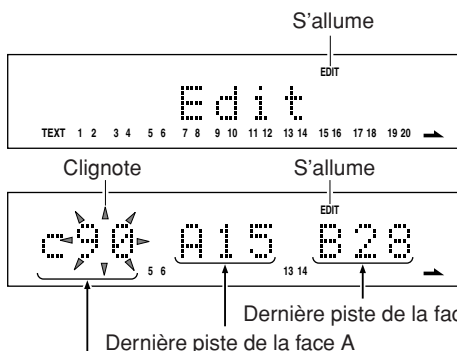 S'allume
EDIT
Edit
TEXT 1 2 3 4 5 6 7 8 9 10 11 12 13 14 15 16 17 18 19 20
Clignote S'allume
EDIT
c90 A15 B28
5 6 13 14
Dernière piste de la
Dernière piste de la face A